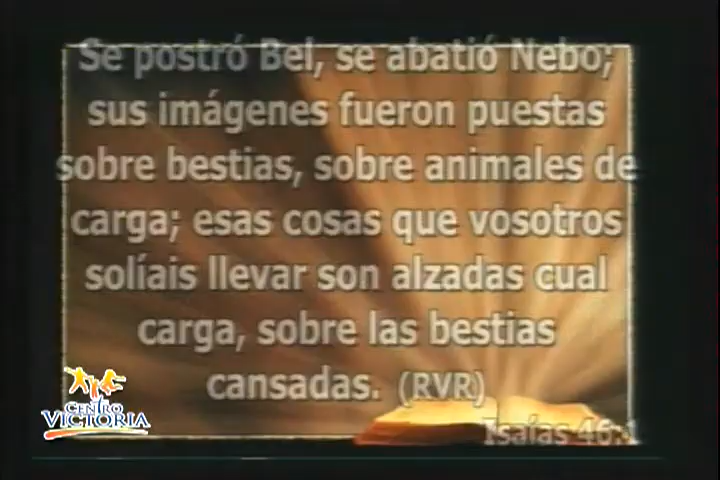 Se postró Bel, se abatió Nebo;
sus imágenes fueron puestas
sobre bestias, sobre animales de
carga; esas cosas que vosotros
solíais llevar son alzadas cual
carga, sobre las bestias
cansadas. (RVR)
Isaías 46:1
CENTRO
VICTORIA